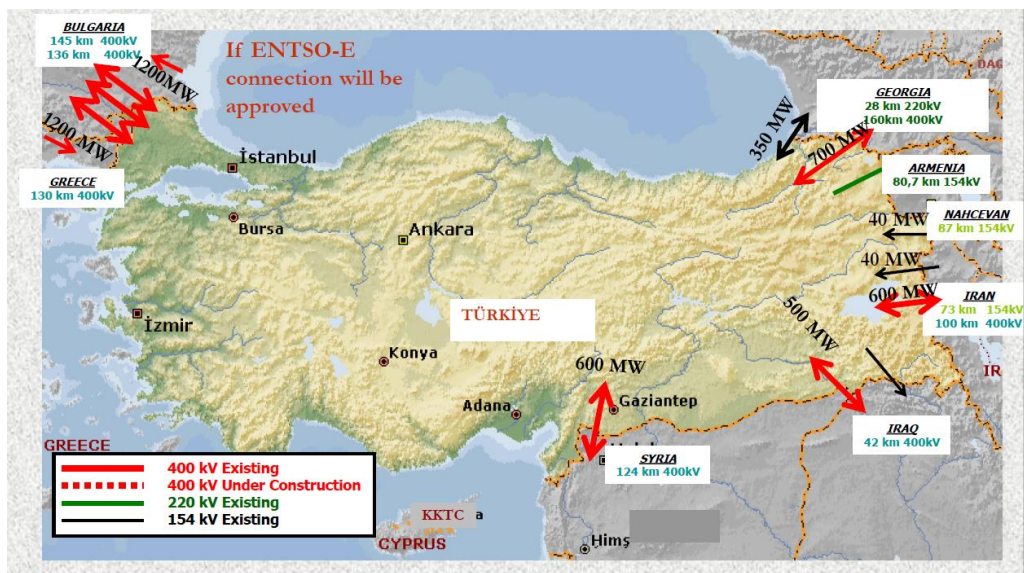 BULGARIA
145 km 400kV
136 km 400kV
1200MW
If ENTSO-E
connection will be
approved
DAG
GEORGIA
28 km 220kV
160km 400kV
350 MW
700 MW
1200 MW
İstanbul
GREECE
130 km 400kV
ARMENIA
80,7 km 154kV
Bursa
Ankara
40 MW
NAHCEVAN
87 km 154kV
40 MW
600 MW
IRAN
73 km 154kV
100 km 400kV
İzmir
TÜRKİYE
500 MW
Konya
600 MW
IR
Adana
Gaziantep
GREECE
IRAQ
42 km 400kV
SYRIA
124 km 400kV
400 kV Existing
400 kV Under Construction
220 kV Existing
154 kV Existing
KKTC a
CYPRUS
Ḩimş